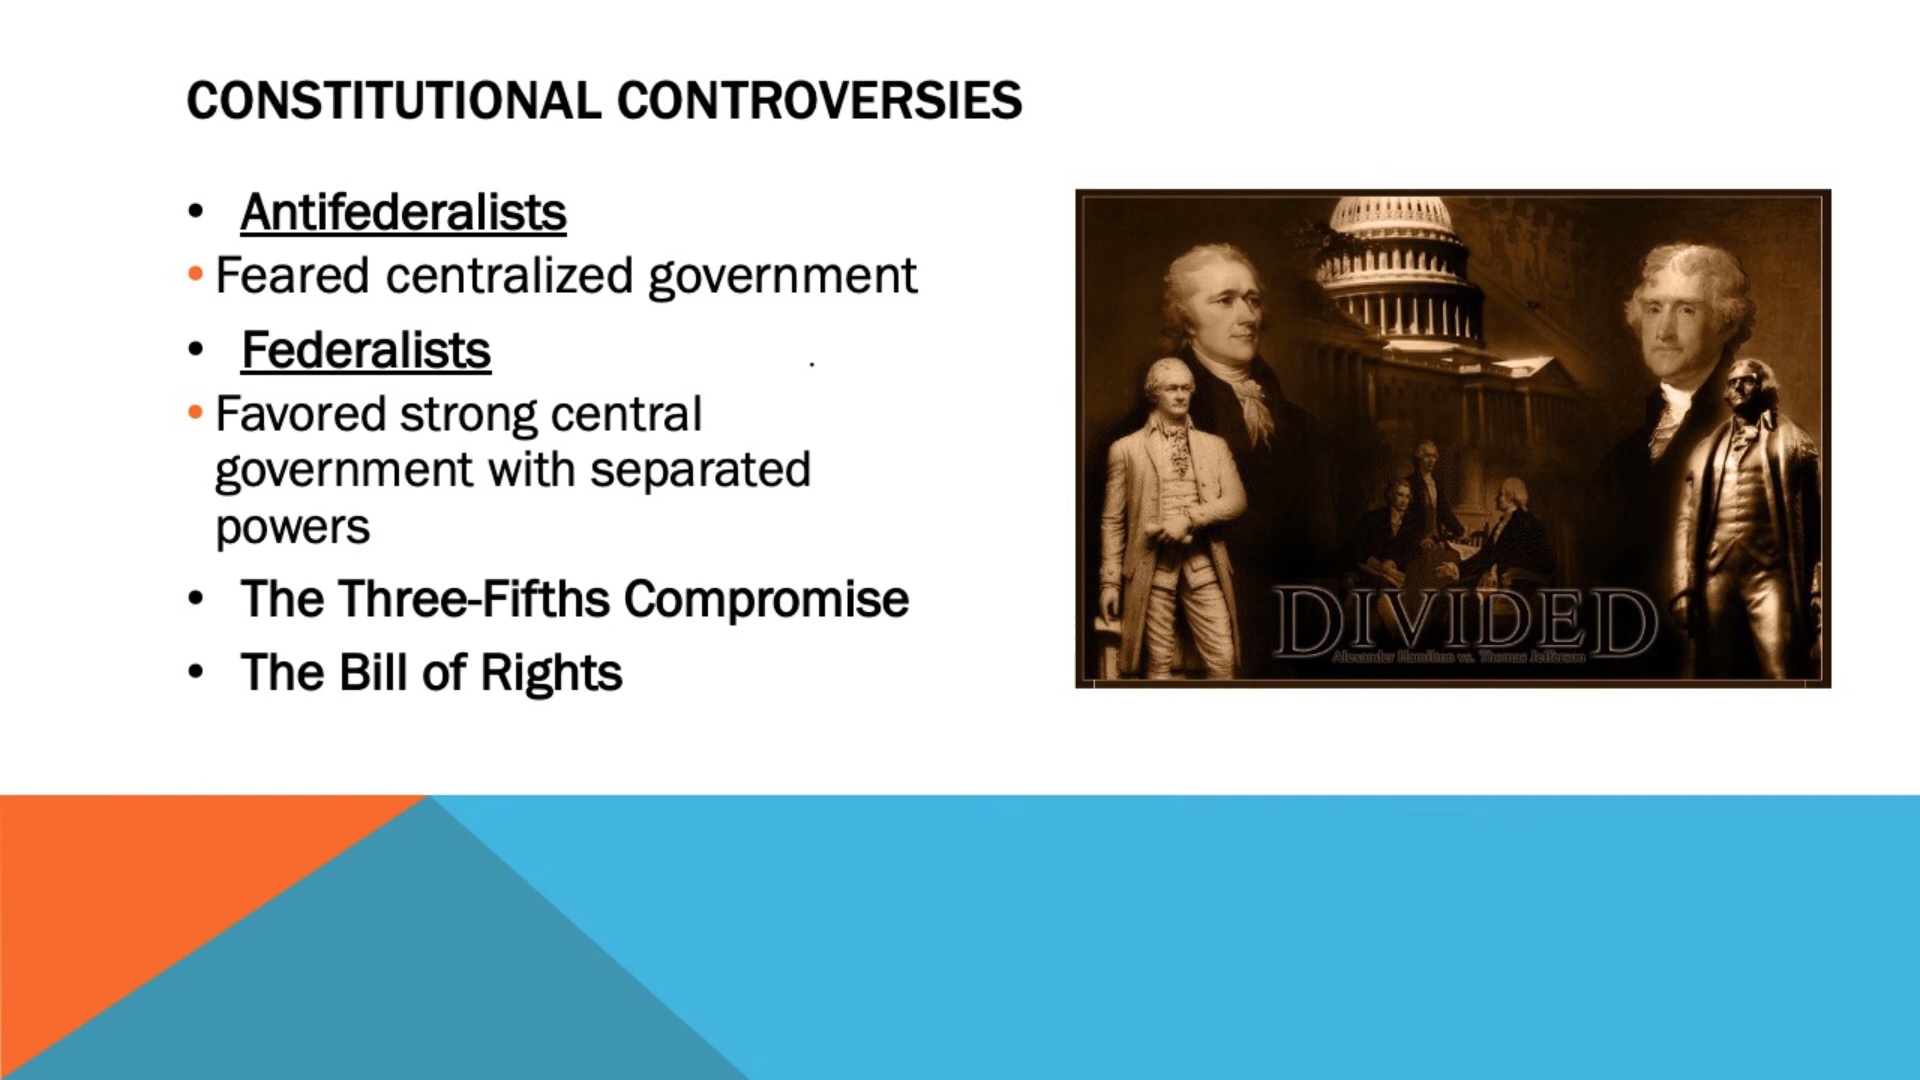 CONSTITUTIONAL CONTROVERSIES
• Antifederalists
• Feared centralized government
• Federalists
• Favored strong central
government with separated
powers
• The Three-Fifths Compromise
• The Bill of Rights
DIVIDED
Alexander Hamilton vs. Thomas Jefferson